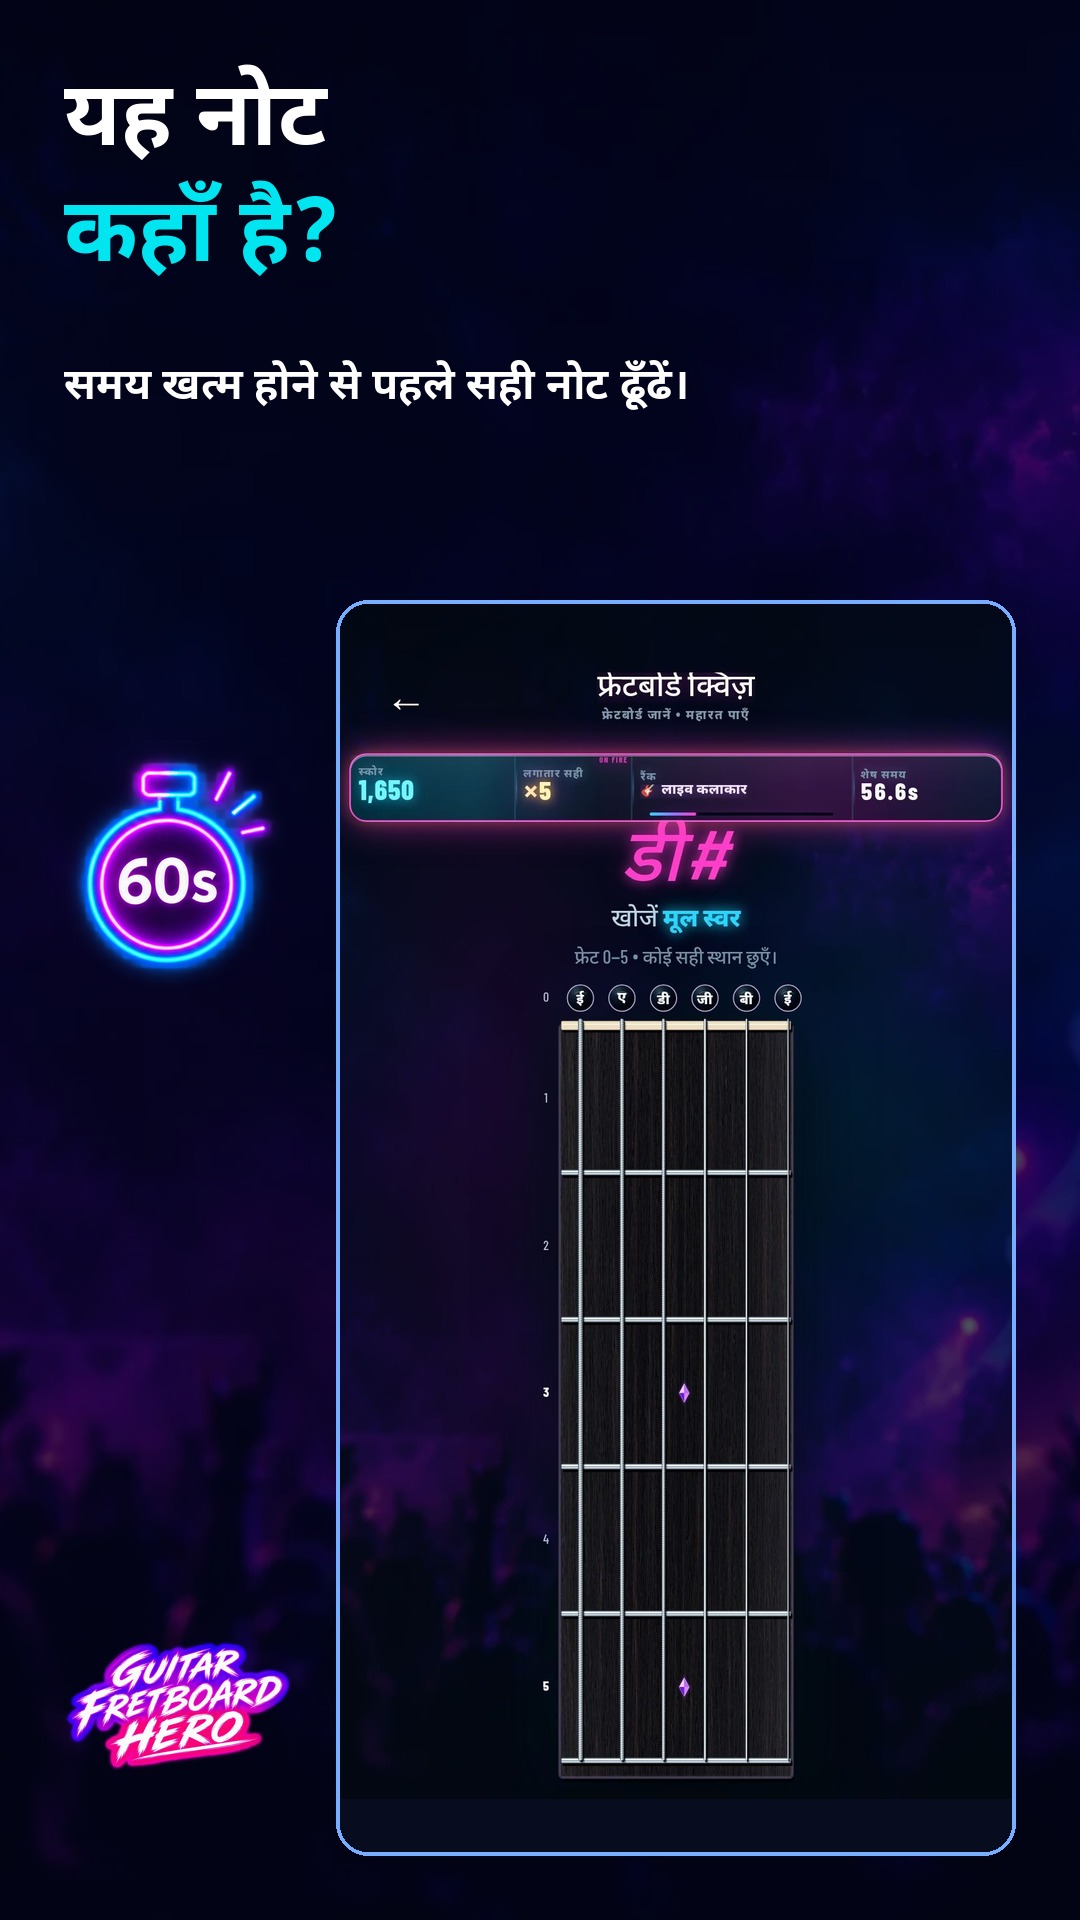 यह नोट
कहाँ है?
समय खत्म होने से पहले सही नोट ढूँढें।
←
फ्रेटबोर्ड क्विज़
फ्रेटबोर्ड जानें • महारत पाएँ
ON FIRE
स्कोर
1,650
लगातार सही
×5
रैंक
लाइव कलाकार
शेष समय
56.6s
डी#
खोजें मूल स्वर
फ्रेट 0–5 • कोई सही स्थान छुएँ।
0 ई ए डी जी बी ई
1
2
3
4
5
60s
GUITAR
FRETBOARD
HERO